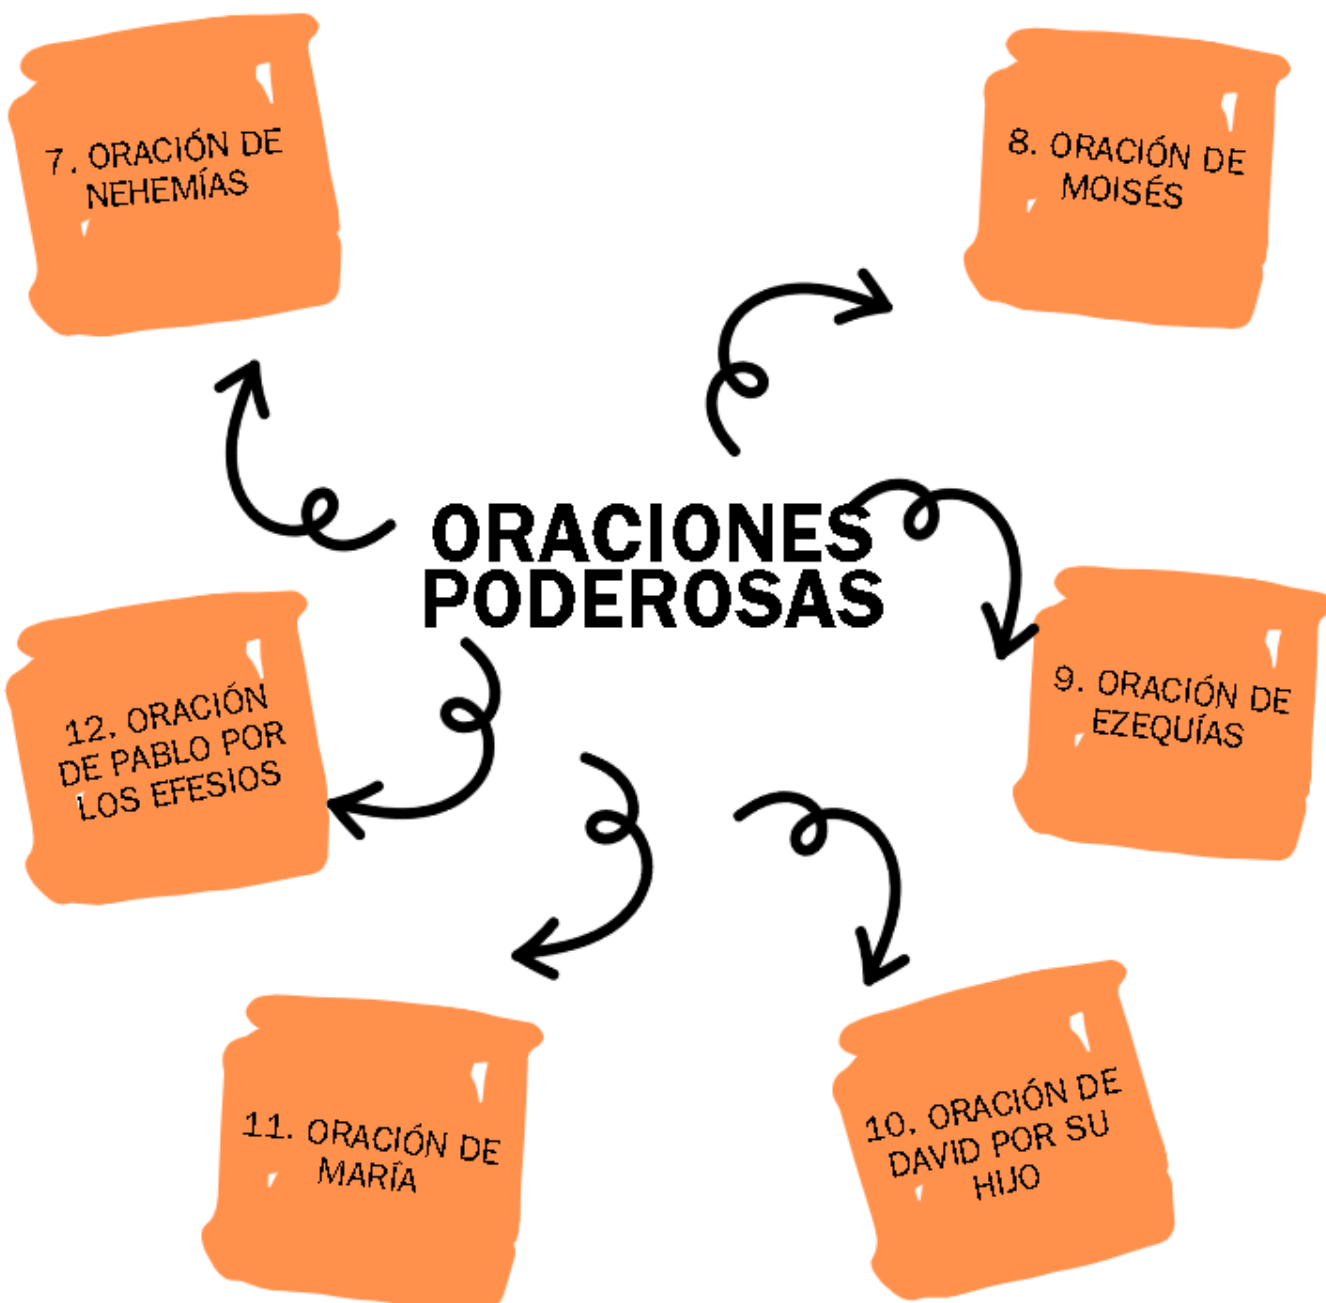 7. ORACIÓN DE
NEHEMÍAS
8. ORACIÓN DE
MOISÉS
ORACIONES
PODEROSAS
9. ORACIÓN DE
EZEQUÍAS
12. ORACIÓN
DE PABLO POR
LOS EFESIOS
11. ORACIÓN DE
MARÍA
10. ORACIÓN DE
DAVID POR SU
HIJO